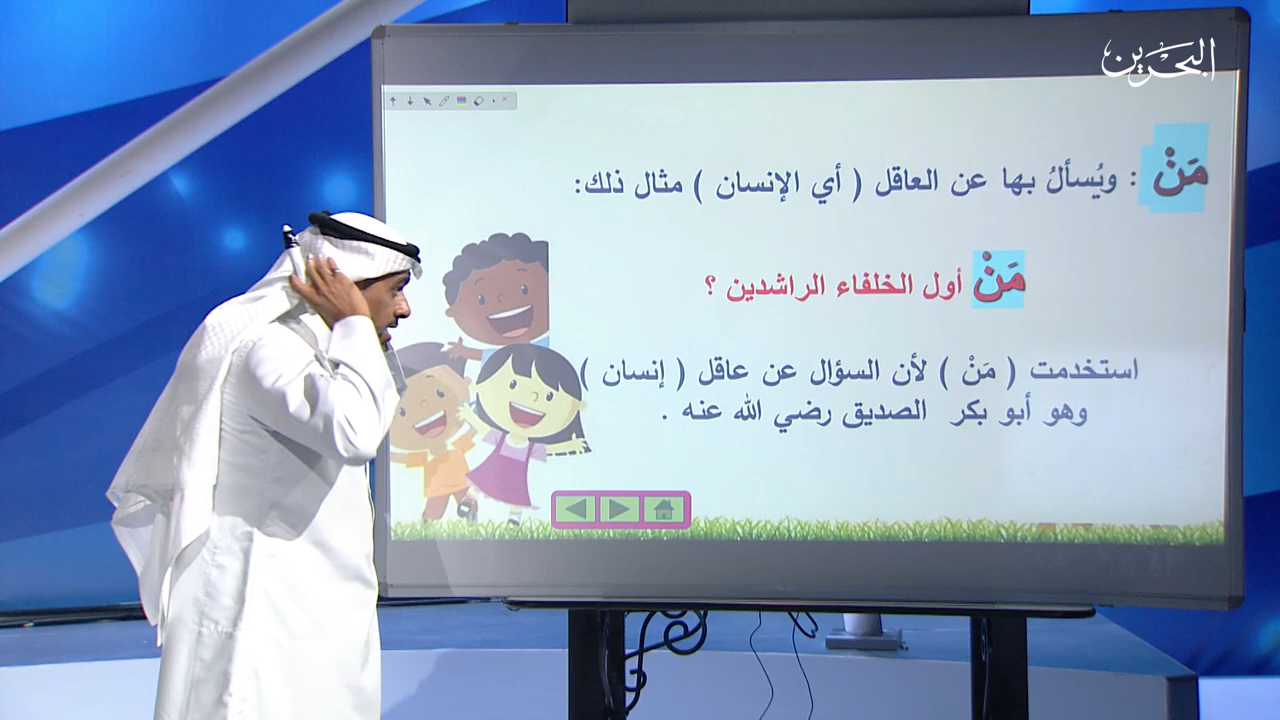 البحرين
مَنْ : ويُسألُ بها عن العاقل ( أي الإنسان ) مثال ذلك:
مَنْ أول الخلفاء الراشدين ؟
استخدمت ( مَنْ ) لأن السؤال عن عاقل ( إنسان )
وهو أبو بكر الصديق رضي الله عنه .